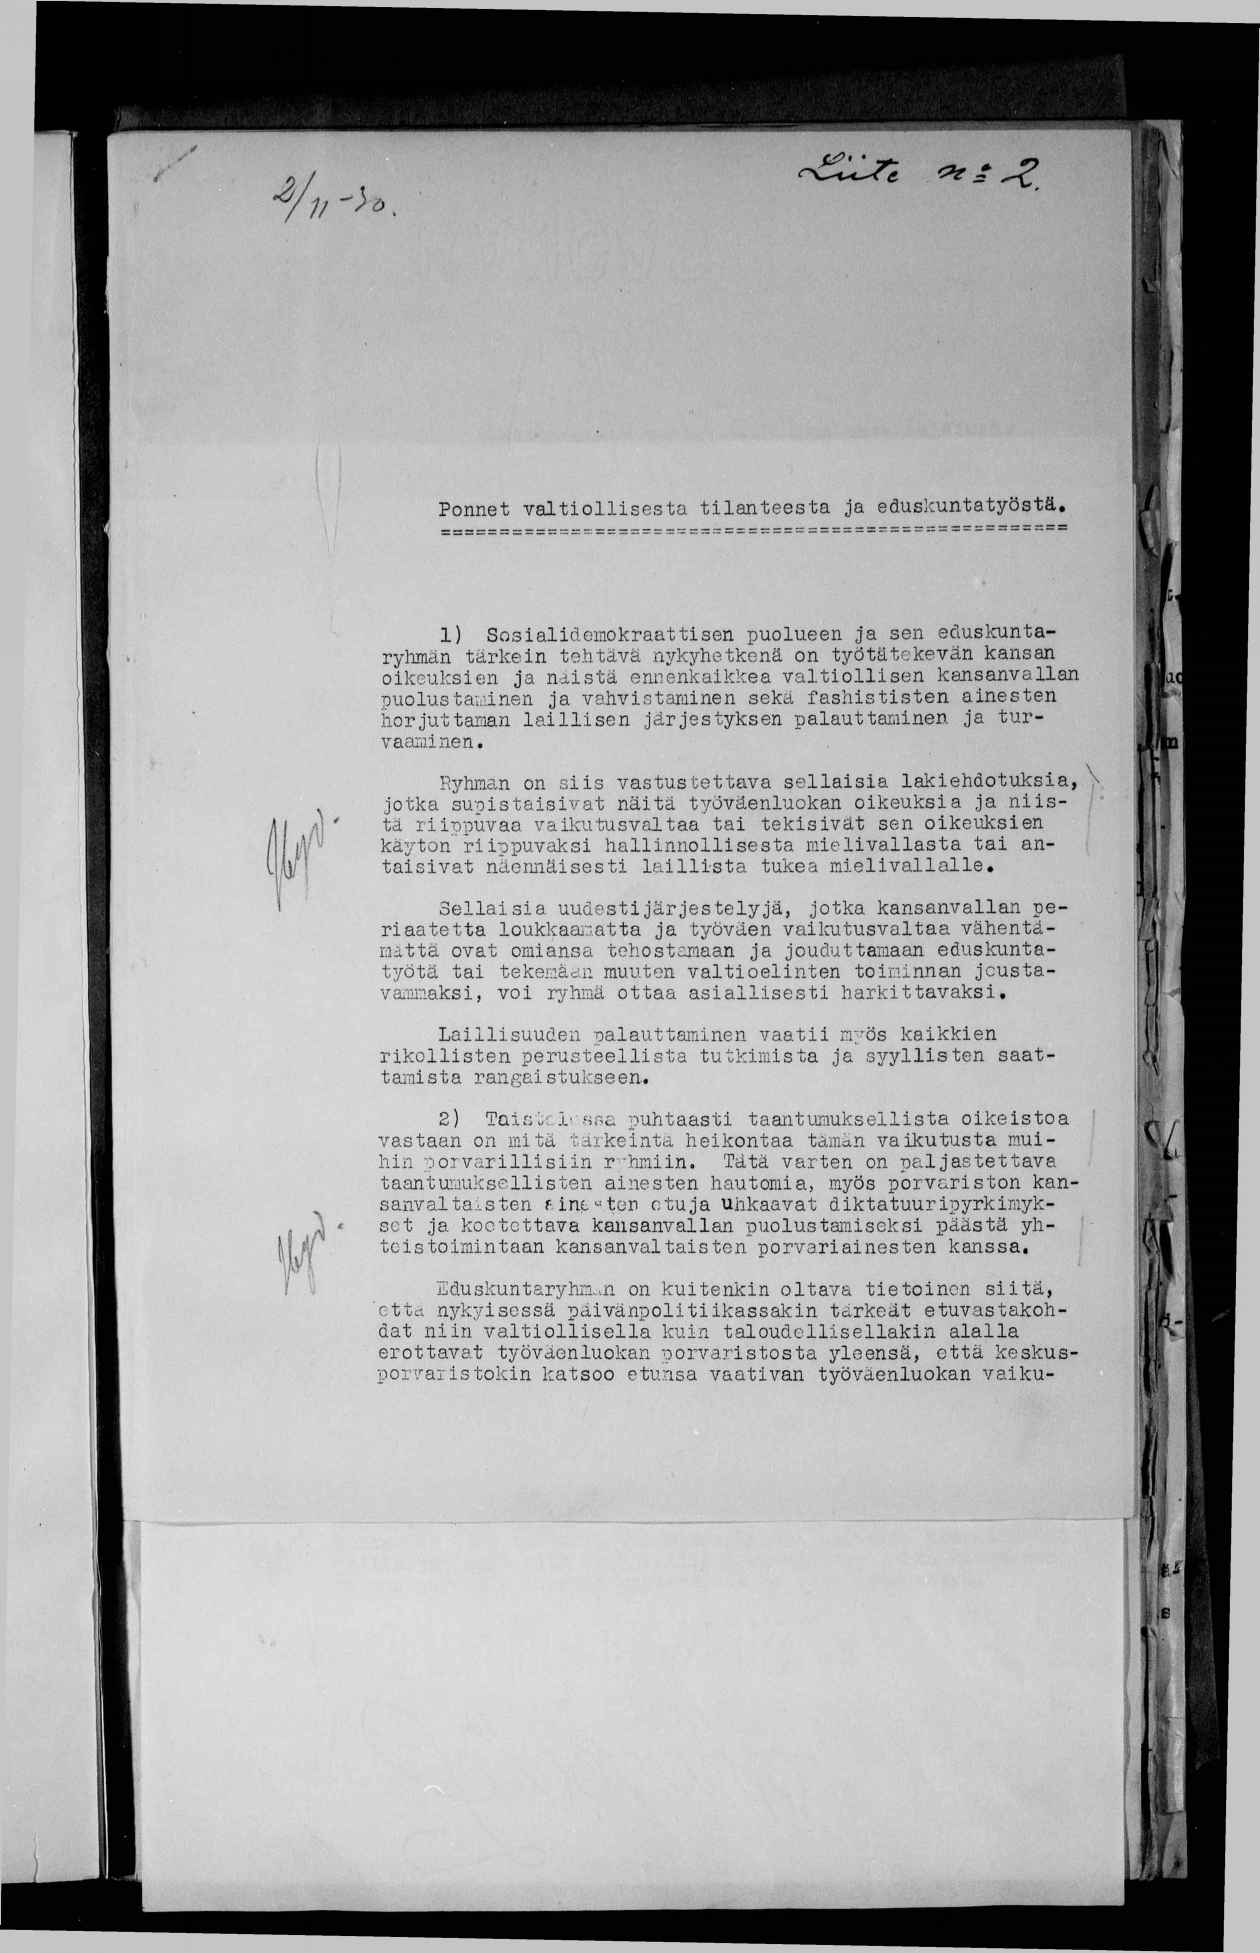 2/11-30.
Liite nº 2.
Ponnet valtiollisesta tilanteesta ja eduskuntatyöstä.
=====================================================
1) Sosialidemokraattisen puolueen ja sen eduskunta-
ryhmän tärkein tehtävä nykyhetkenä on työtätekevän kansan
oikeuksien ja näistä ennenkaikkea valtiollisen kansanvallan
puolustaminen ja vahvistaminen sekä fashististen ainesten
horjuttaman laillisen järjestyksen palauttaminen ja tur-
vaaminen.
Ryhmän on siis vastustettava sellaisia lakiehdotuksia,
jotka supistaisivat näitä työväenluokan oikeuksia ja niis-
tä riippuvaa vaikutusvaltaa tai tekisivät sen oikeuksien
käytön riippuvaksi hallinnollisesta mielivallasta tai an-
taisivat näennäisesti laillista tukea mielivallalle.
Hyv.
Sellaisia uudestijärjestelyjä, jotka kansanvallan pe-
riaatetta loukkaamatta ja työväen vaikutusvaltaa vähentä-
mättä ovat omiansa tehostamaan ja jouduttamaan eduskunta-
työtä tai tekemään muuten valtioelinten toiminnan jousta-
vammaksi, voi ryhmä ottaa asiallisesti harkittavaksi.
Laillisuuden palauttaminen vaatii myös kaikkien
rikollisten perusteellista tutkimista ja syyllisten saat-
tamista rangaistukseen.
2) Taistelussa puhtaasti taantumuksellista oikeistoa
vastaan on mitä tärkeintä heikontaa tämän vaikutusta mui-
hin porvarillisiin ryhmiin. Tätä varten on paljastettava
taantumuksellisten ainesten hautomia, myös porvariston kan-
sanvaltaisten ainesten etuja uhkaavat diktatuuripyrkimyk-
set ja koetettava kansanvallan puolustamiseksi päästä yh-
teistoimintaan kansanvaltaisten porvariainesten kanssa.
Hyv.
Eduskuntaryhmän on kuitenkin oltava tietoinen siitä,
että nykyisessä päivänpolitiikassakin tärkeät etuvastakoh-
dat niin valtiollisella kuin taloudellisellakin alalla
erottavat työväenluokan porvaristosta yleensä, että keskus-
porvaristokin katsoo etunsa vaativan työväenluokan vaiku-